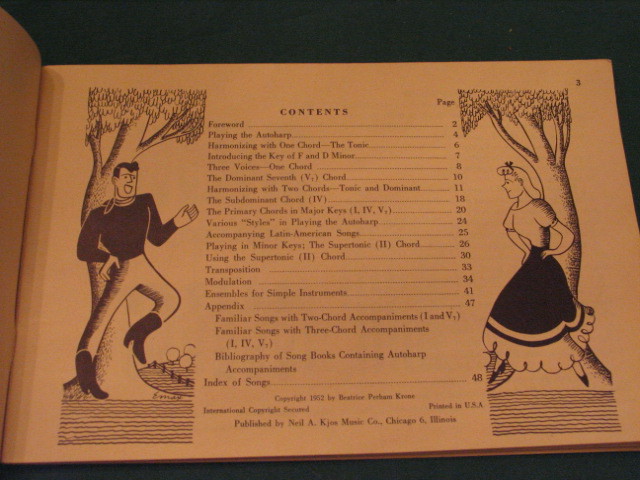 3
CONTENTS
Page
Foreword 2
Playing the Autoharp 4
Harmonizing with One Chord—The Tonic 6
Introducing the Key of F and D Minor 7
Three Voices—One Chord 8
The Dominant Seventh (V₇) Chord 10
Harmonizing with Two Chords—Tonic and Dominant 11
The Subdominant Chord (IV) 18
The Primary Chords in Major Keys (I, IV, V₇) 20
Various "Styles" in Playing the Autoharp 24
Accompanying Latin-American Songs 25
Playing in Minor Keys; The Supertonic (II) Chord 26
Using the Supertonic (II) Chord 30
Transposition 33
Modulation 34
Ensembles for Simple Instruments 41
Appendix 47
Familiar Songs with Two-Chord Accompaniments (I and V₇)
Familiar Songs with Three-Chord Accompaniments
(I, IV, V₇)
Bibliography of Song Books Containing Autoharp
Accompaniments
Index of Songs 48
Copyright 1952 by Beatrice Perham Krone
International Copyright Secured Printed in U.S.A
Published by Neil A. Kjos Music Co., Chicago 6, Illinois